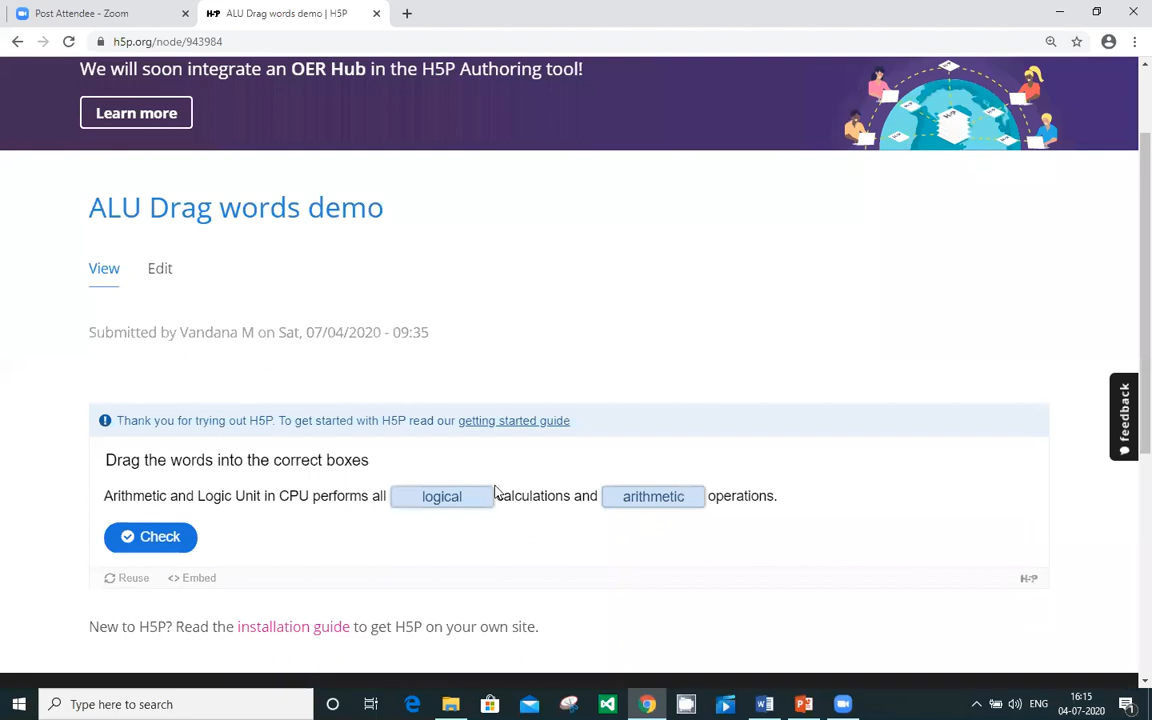 Post Attendee - Zoom
H-P ALU Drag words demo | H5P
h5p.org/node/943984
We will soon integrate an OER Hub in the H5P Authoring tool!
Learn more
ALU Drag words demo
View Edit
Submitted by Vandana M on Sat, 07/04/2020 - 09:35
feedback
Thank you for trying out H5P. To get started with H5P read our getting started guide
Drag the words into the correct boxes
Arithmetic and Logic Unit in CPU performs all logical calculations and arithmetic operations.
Check
Reuse <> Embed H-P
New to H5P? Read the installation guide to get H5P on your own site.
Type here to search
ENG
16:15
04-07-2020
1